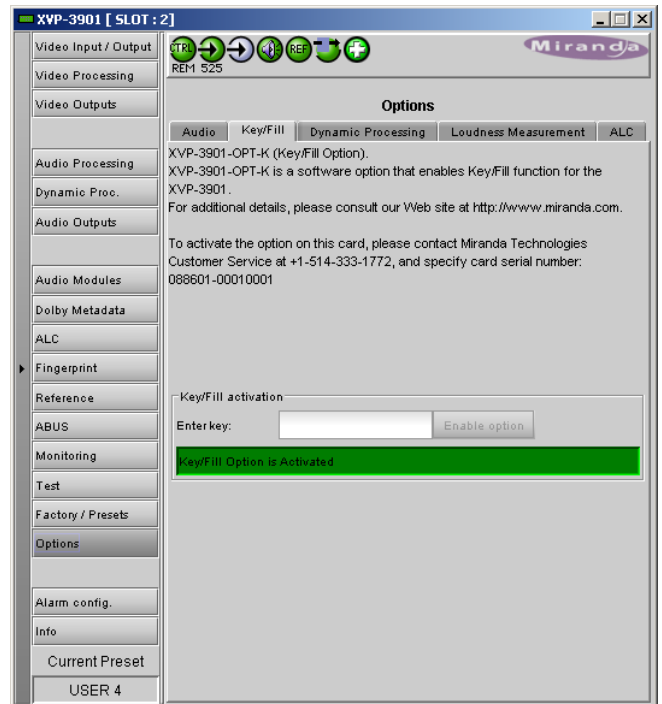 XVP-3901 [ SLOT : 2]
Video Input / Output
Video Processing
Video Outputs
Audio Processing
Dynamic Proc.
Audio Outputs
Audio Modules
Dolby Metadata
ALC
Fingerprint
Reference
ABUS
Monitoring
Test
Factory / Presets
Options
Alarm config.
Info
Current Preset
USER 4
CTRL
REF
REM 525
Miranda
Options
Audio
Key/Fill
Dynamic Processing
Loudness Measurement
ALC
XVP-3901-OPT-K (Key/Fill Option).
XVP-3901-OPT-K is a software option that enables Key/Fill function for the
XVP-3901.
For additional details, please consult our Web site at http://www.miranda.com.
To activate the option on this card, please contact Miranda Technologies
Customer Service at +1-514-333-1772, and specify card serial number:
088601-00010001
Key/Fill activation
Enter key:
Enable option
Key/Fill Option is Activated